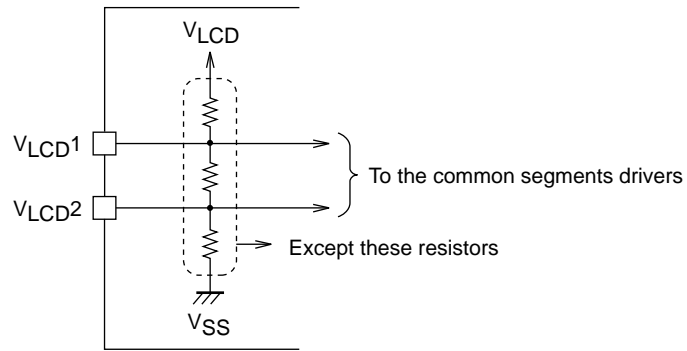 VLCD
VLCD1
To the common segments drivers
VLCD2
Except these resistors
VSS